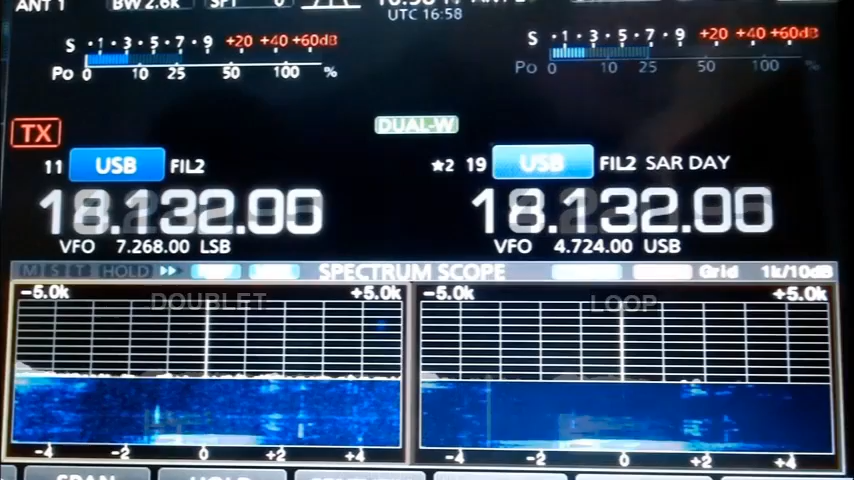 ANT 1 BW 2.6k SFT 0
UTC 16:58
S 1 3 5 7 9 +20 +40 +60dB
Po 0 10 25 50 100 %
S 1 3 5 7 9 +20 +40 +60dB
Po 0 10 25 50 100 %
TX
DUAL-W
11 USB FIL2
★2 19 USB FIL2 SAR DAY
18.132.00
18.132.00
VFO 7.268.00 LSB
VFO 4.724.00 USB
HOLD SPECTRUM SCOPE Grid 1k/10dB
-5.0k DOUBLET +5.0k
-5.0k LOOP +5.0k
-4 -2 0 +2 +4
-4 -2 0 +2 +4
SPAN HOLD